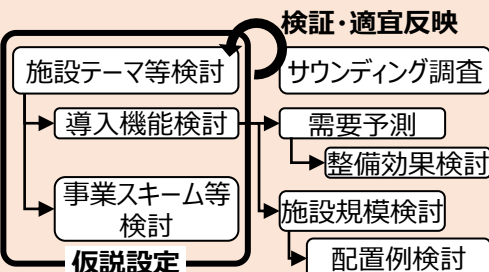 検証・適宜反映
施設テーマ等検討
サウンディング調査
導入機能検討
需要予測
整備効果検討
事業スキーム等
検討
施設規模検討
配置例検討
仮説設定